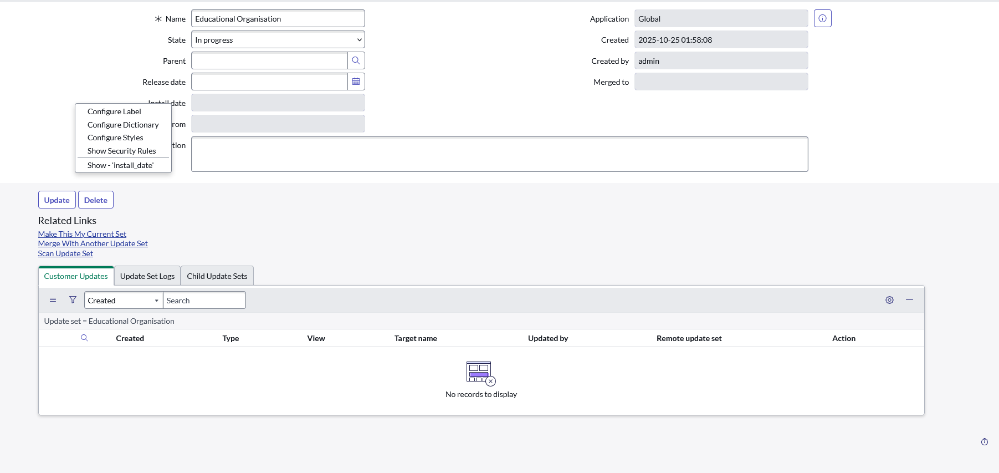 Name Educational Organisation
State In progress
Parent
Release date
Install date
rom
tion
Application Global
Created 2025-10-25 01:58:08
Created by admin
Merged to
Configure Label
Configure Dictionary
Configure Styles
Show Security Rules
Show - 'install_date'
Update Delete
Related Links
Make This My Current Set
Merge With Another Update Set
Scan Update Set
Customer Updates Update Set Logs Child Update Sets
Created Search
Update set = Educational Organisation
Created Type View Target name Updated by Remote update set Action
No records to display